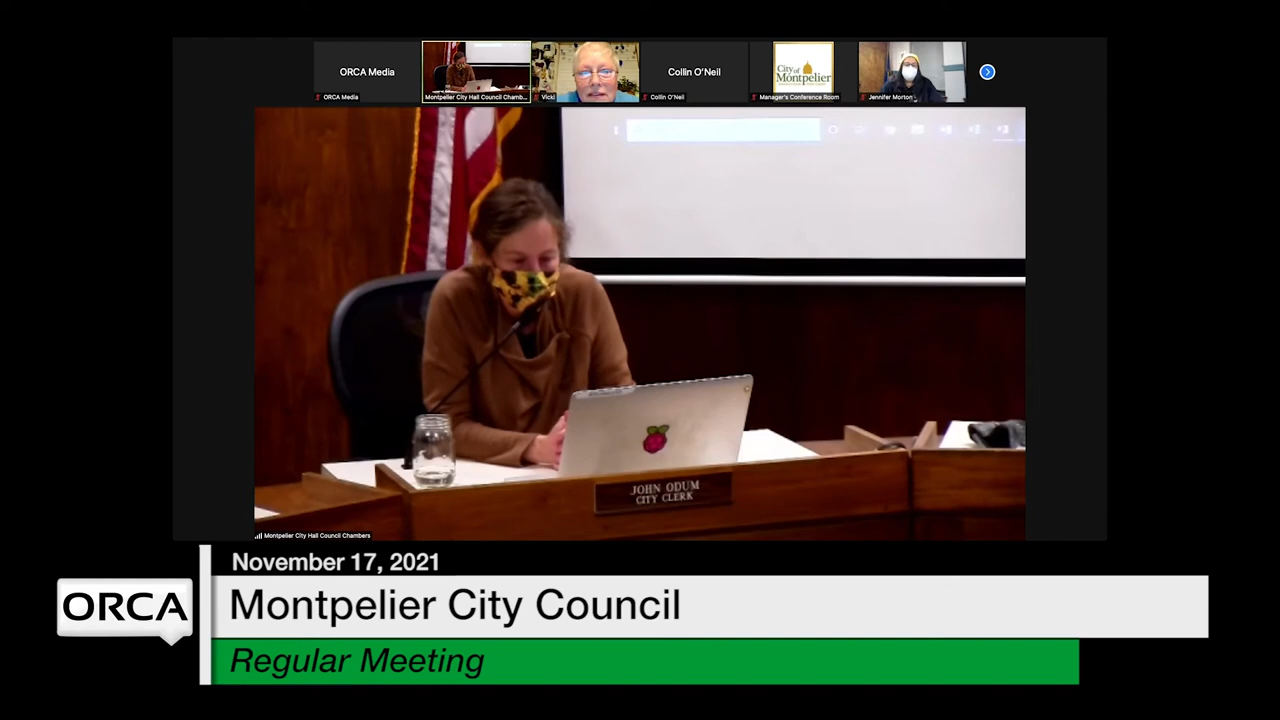 ORCA Media
Collin O'Neil
City of
Montpelier
ORCA Media
Montpelier City Hall Council Chamb...
Vicki
Collin O'Neil
Manager's Conference Room
Jennifer Morton
JOHN ODUM
CITY CLERK
Montpelier City Hall Council Chambers
November 17, 2021
ORCA
Montpelier City Council
Regular Meeting